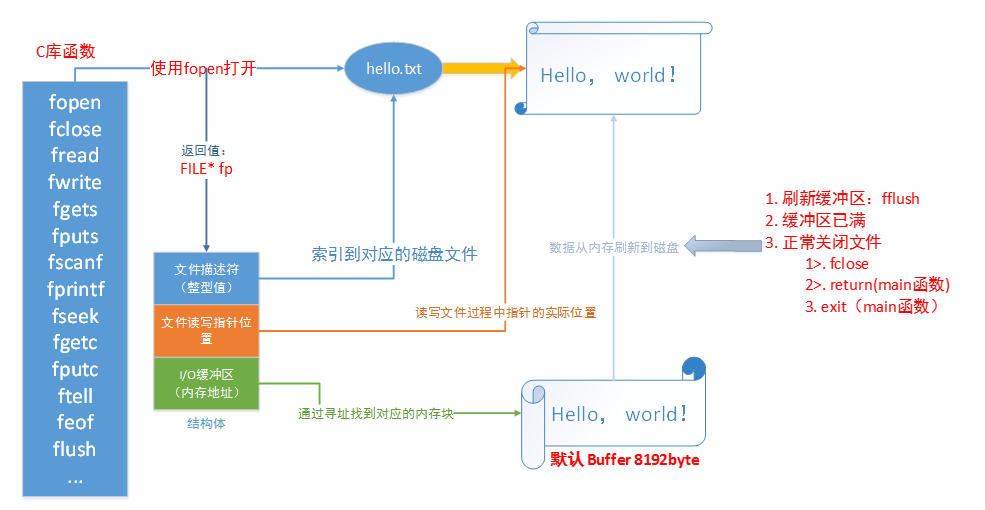 C库函数
fopen
fclose
fread
fwrite
fgets
fputs
fscanf
fprintf
fseek
fgetc
fputc
ftell
feof
flush
...
使用fopen打开
hello.txt
Hello， world！
返回值：
FILE* fp
文件描述符
（整型值）
文件读写指针位
置
I/O缓冲区
（内存地址）
结构体
索引到对应的磁盘文件
读写文件过程中指针的实际位置
通过寻址找到对应的内存块
数据从内存刷新到磁盘
1. 刷新缓冲区：fflush
2. 缓冲区已满
3. 正常关闭文件
1>. fclose
2>. return(main函数)
3. exit（main函数）
Hello， world！
默认 Buffer 8192byte